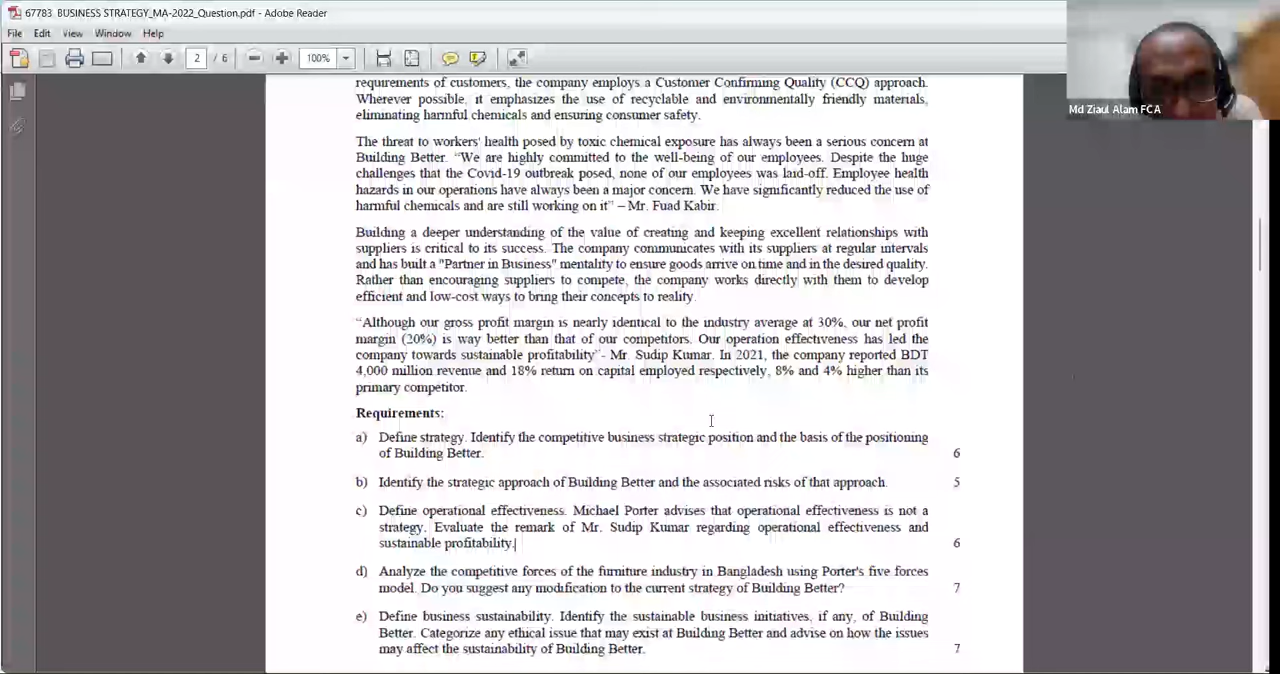 67783 BUSINESS STRATEGY_MA-2022_Question.pdf - Adobe Reader
File Edit View Window Help
2 / 6 100%
Md Ziaul Alam FCA
requirements of customers, the company employs a Customer Confirming Quality (CCQ) approach.
Wherever possible, it emphasizes the use of recyclable and environmentally friendly materials,
eliminating harmful chemicals and ensuring consumer safety.
The threat to workers' health posed by toxic chemical exposure has always been a serious concern at
Building Better. “We are highly committed to the well-being of our employees. Despite the huge
challenges that the Covid-19 outbreak posed, none of our employees was laid-off. Employee health
hazards in our operations have always been a major concern. We have significantly reduced the use of
harmful chemicals and are still working on it” – Mr. Fuad Kabir.
Building a deeper understanding of the value of creating and keeping excellent relationships with
suppliers is critical to its success. The company communicates with its suppliers at regular intervals
and has built a "Partner in Business" mentality to ensure goods arrive on time and in the desired quality.
Rather than encouraging suppliers to compete, the company works directly with them to develop
efficient and low-cost ways to bring their concepts to reality.
“Although our gross profit margin is nearly identical to the industry average at 30%, our net profit
margin (20%) is way better than that of our competitors. Our operation effectiveness has led the
company towards sustainable profitability”- Mr. Sudip Kumar. In 2021, the company reported BDT
4,000 million revenue and 18% return on capital employed respectively, 8% and 4% higher than its
primary competitor.
Requirements:
a) Define strategy. Identify the competitive business strategic position and the basis of the positioning
of Building Better. 6
b) Identify the strategic approach of Building Better and the associated risks of that approach. 5
c) Define operational effectiveness. Michael Porter advises that operational effectiveness is not a
strategy. Evaluate the remark of Mr. Sudip Kumar regarding operational effectiveness and
sustainable profitability. 6
d) Analyze the competitive forces of the furniture industry in Bangladesh using Porter's five forces
model. Do you suggest any modification to the current strategy of Building Better? 7
e) Define business sustainability. Identify the sustainable business initiatives, if any, of Building
Better. Categorize any ethical issue that may exist at Building Better and advise on how the issues
may affect the sustainability of Building Better. 7